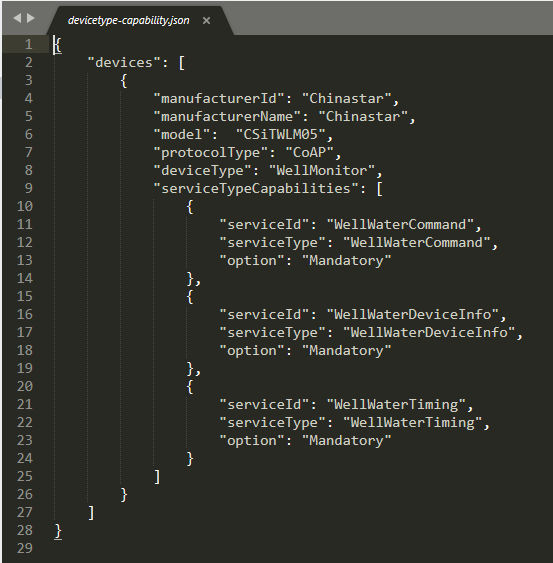 devicetype-capability.json ×
1 {
2     "devices": [
3         {
4             "manufacturerId": "Chinastar",
5             "manufacturerName": "Chinastar",
6             "model":  "CSiTWLM05",
7             "protocolType": "CoAP",
8             "deviceType": "WellMonitor",
9             "serviceTypeCapabilities": [
10                 {
11                     "serviceId": "WellWaterCommand",
12                     "serviceType": "WellWaterCommand",
13                     "option": "Mandatory"
14                 },
15                 {
16                     "serviceId": "WellWaterDeviceInfo",
17                     "serviceType": "WellWaterDeviceInfo",
18                     "option": "Mandatory"
19                 },
20                 {
21                     "serviceId": "WellWaterTiming",
22                     "serviceType": "WellWaterTiming",
23                     "option": "Mandatory"
24                 }
25             ]
26         }
27     ]
28 }
29